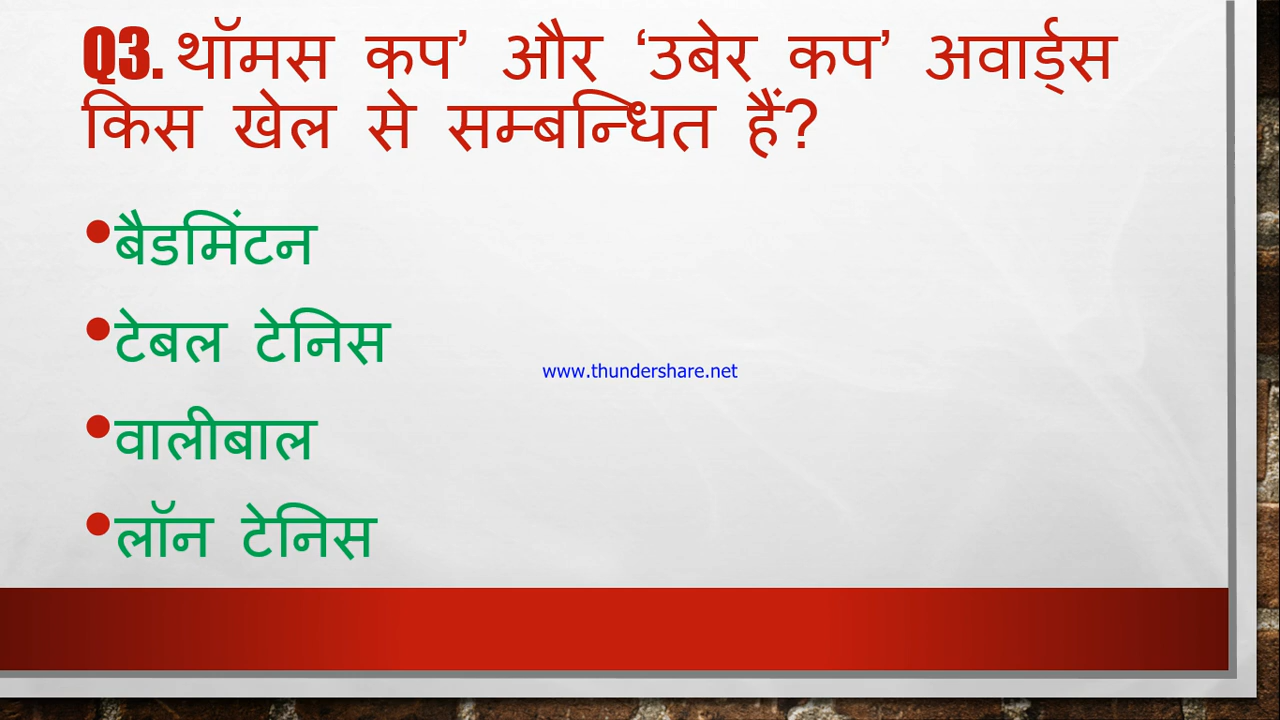 Q3. थॉमस कप’ और ‘उबेर कप’ अवार्ड्स
किस खेल से सम्बन्धित हैं?
•बैडमिंटन
•टेबल टेनिस
www.thundershare.net
•वालीबाल
•लॉन टेनिस